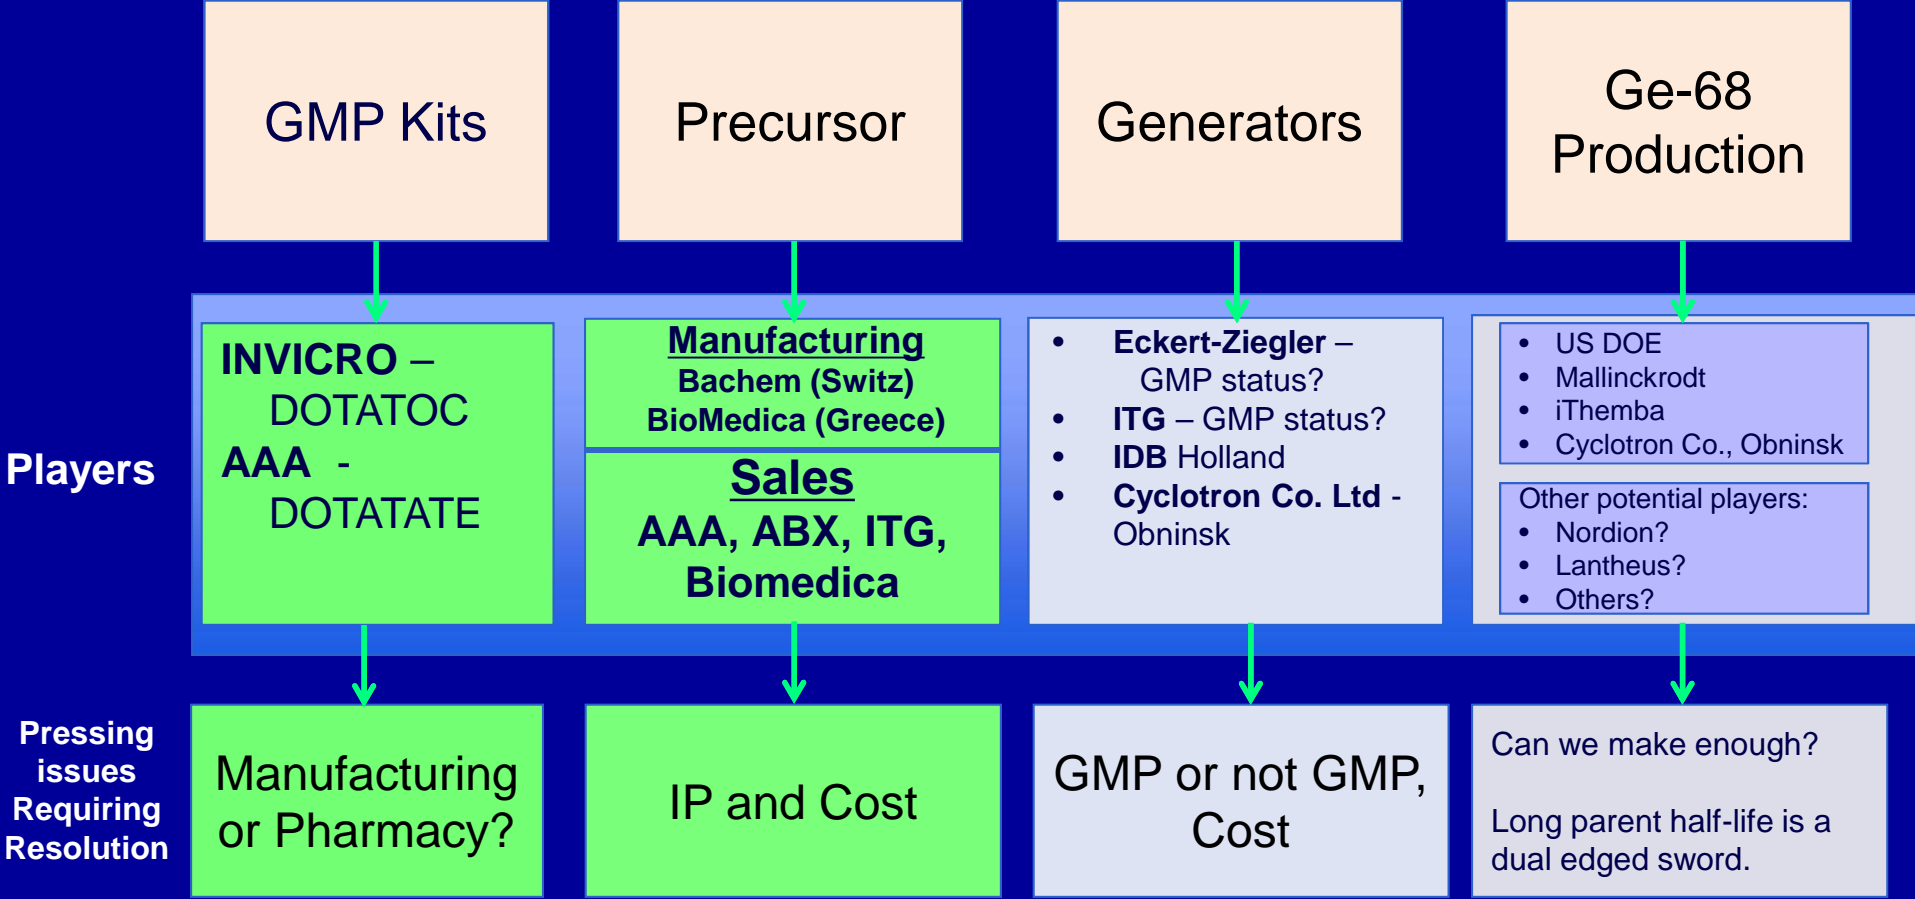 GMP Kits
Precursor
Generators
Ge-68
Production
Players
INVICRO –
DOTATOC
AAA -
DOTATATE
Manufacturing
Bachem (Switz)
BioMedica (Greece)
Sales
AAA, ABX, ITG,
Biomedica
• Eckert-Ziegler –
GMP status?
• ITG – GMP status?
• IDB Holland
• Cyclotron Co. Ltd -
Obninsk
• US DOE
• Mallinckrodt
• iThemba
• Cyclotron Co., Obninsk
Other potential players:
• Nordion?
• Lantheus?
• Others?
Pressing
issues
Requiring
Resolution
Manufacturing
or Pharmacy?
IP and Cost
GMP or not GMP,
Cost
Can we make enough?
Long parent half-life is a
dual edged sword.